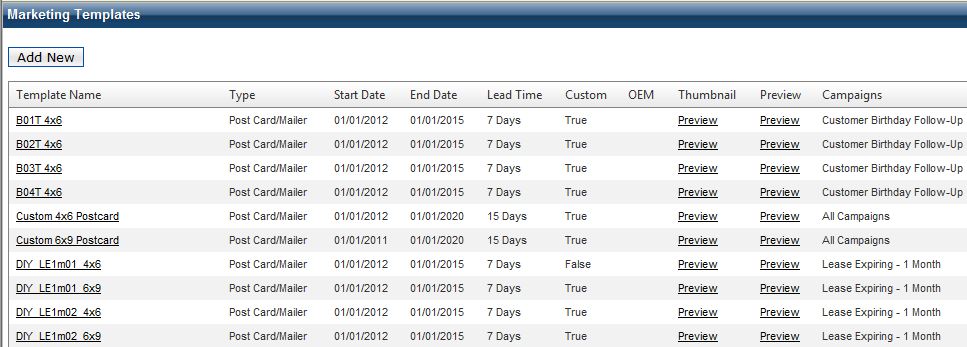 Marketing Templates
Add New
Template Name Type Start Date End Date Lead Time Custom OEM Thumbnail Preview Campaigns
B01T 4x6 Post Card/Mailer 01/01/2012 01/01/2015 7 Days True Preview Preview Customer Birthday Follow-Up
B02T 4x6 Post Card/Mailer 01/01/2012 01/01/2015 7 Days True Preview Preview Customer Birthday Follow-Up
B03T 4x6 Post Card/Mailer 01/01/2012 01/01/2015 7 Days True Preview Preview Customer Birthday Follow-Up
B04T 4x6 Post Card/Mailer 01/01/2012 01/01/2015 7 Days True Preview Preview Customer Birthday Follow-Up
Custom 4x6 Postcard Post Card/Mailer 01/01/2012 01/01/2020 15 Days True Preview Preview All Campaigns
Custom 6x9 Postcard Post Card/Mailer 01/01/2011 01/01/2020 15 Days True Preview Preview All Campaigns
DIY_LE1m01_4x6 Post Card/Mailer 01/01/2012 01/01/2015 7 Days False Preview Preview Lease Expiring - 1 Month
DIY_LE1m01_6x9 Post Card/Mailer 01/01/2012 01/01/2015 7 Days True Preview Preview Lease Expiring - 1 Month
DIY_LE1m02_4x6 Post Card/Mailer 01/01/2012 01/01/2015 7 Days True Preview Preview Lease Expiring - 1 Month
DIY_LE1m02_6x9 Post Card/Mailer 01/01/2012 01/01/2015 7 Days True Preview Preview Lease Expiring - 1 Month